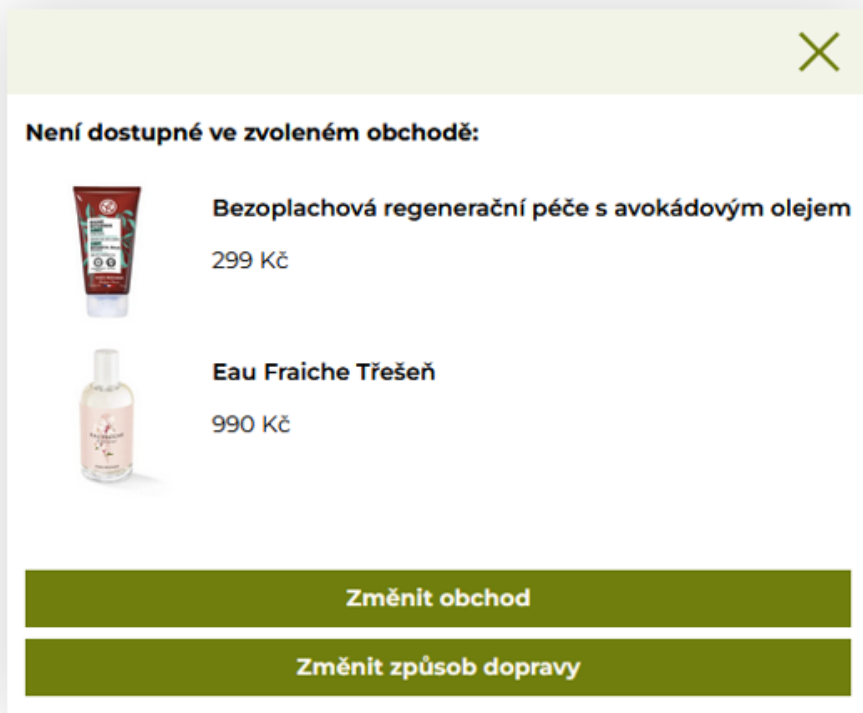 Není dostupné ve zvoleném obchodě:
Bezoplachová regenerační péče s avokádovým olejem
299 Kč
Eau Fraiche Třešeň
990 Kč
Změnit obchod
Změnit způsob dopravy